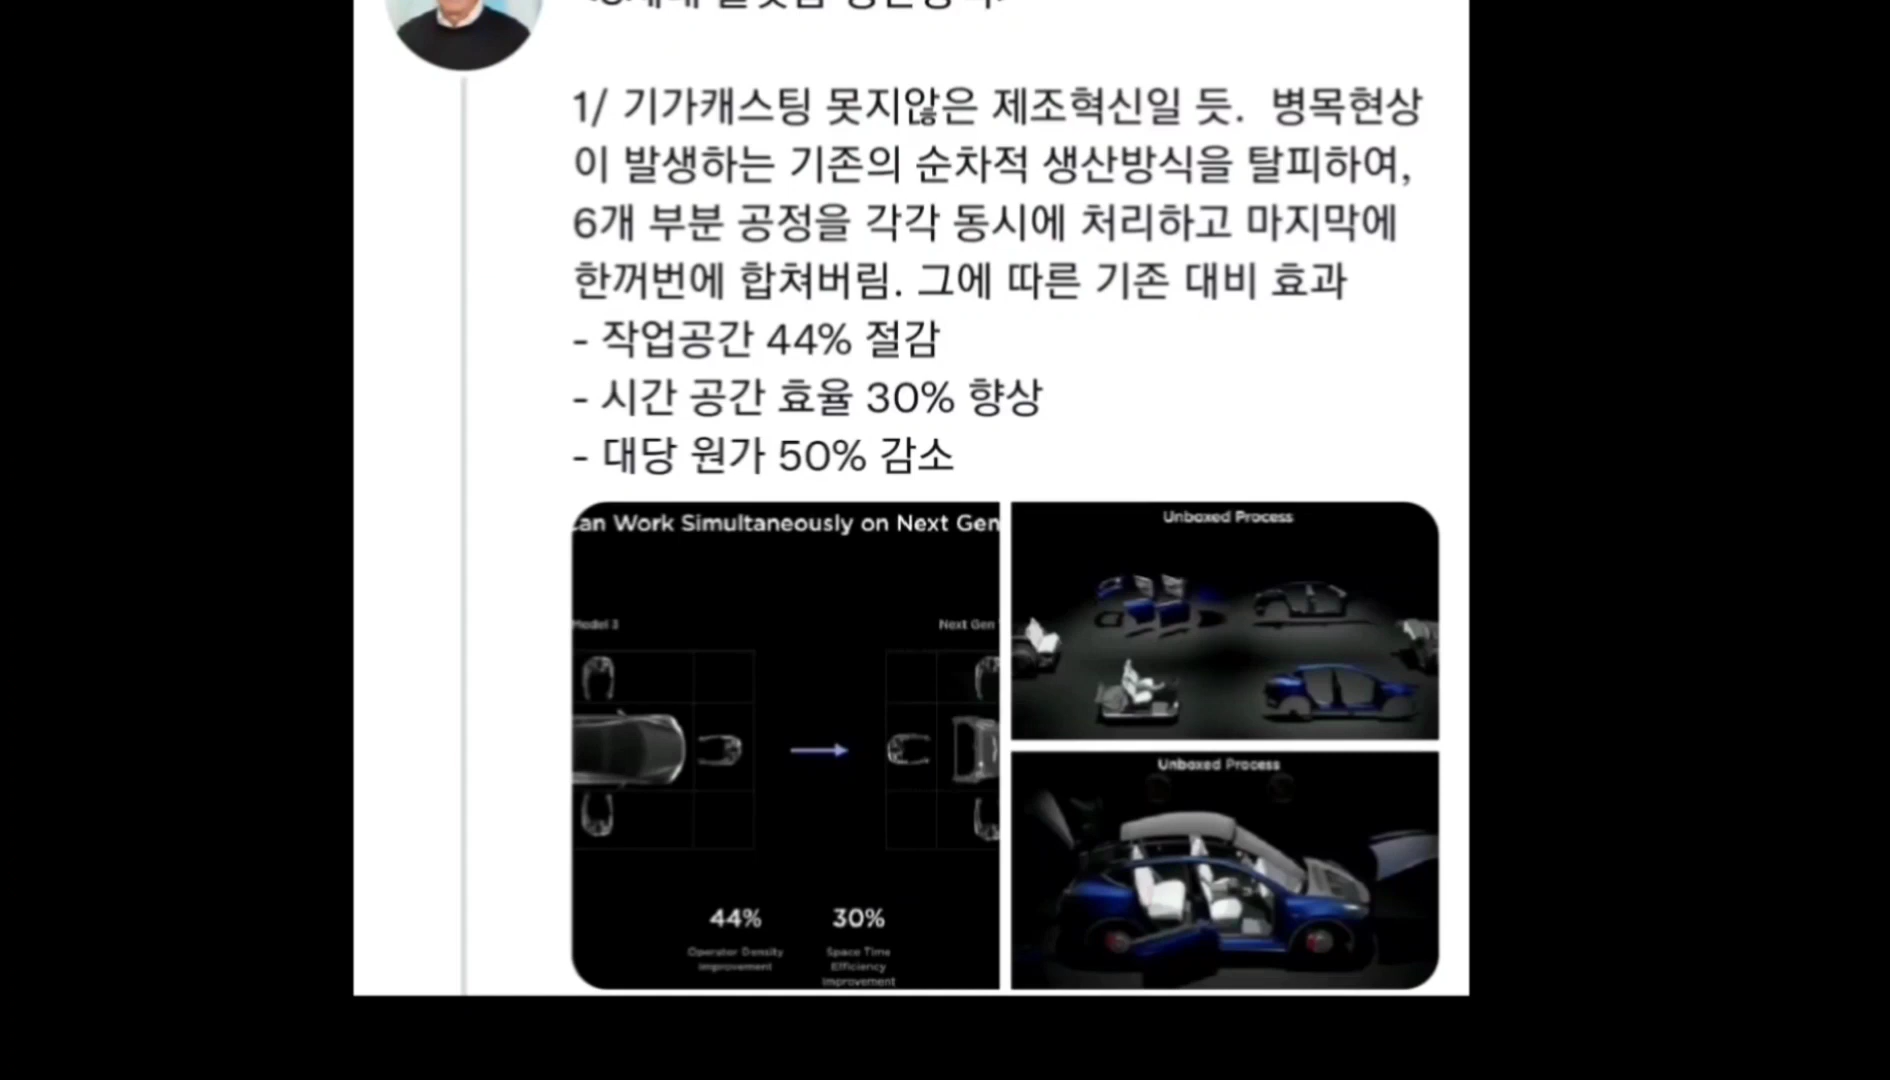 1/ 기가캐스팅 못지않은 제조혁신일 듯. 병목현상
이 발생하는 기존의 순차적 생산방식을 탈피하여,
6개 부분 공정을 각각 동시에 처리하고 마지막에
한꺼번에 합쳐버림. 그에 따른 기존 대비 효과
- 작업공간 44% 절감
- 시간 공간 효율 30% 향상
- 대당 원가 50% 감소
an Work Simultaneously on Next Gen
Model 3
Next Gen
44%
Operator Density
Improvement
30%
Space Time
Efficiency
Improvement
Unboxed Process
Unboxed Process